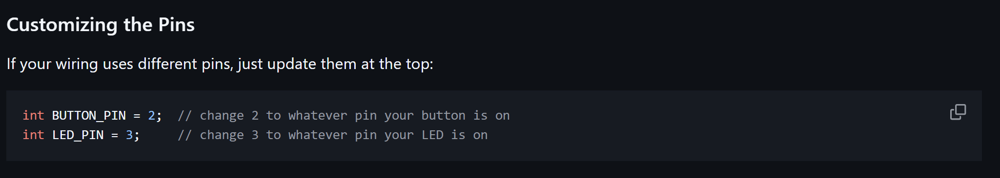 Customizing the Pins
If your wiring uses different pins, just update them at the top:
int BUTTON_PIN = 2;  // change 2 to whatever pin your button is on
int LED_PIN = 3;     // change 3 to whatever pin your LED is on